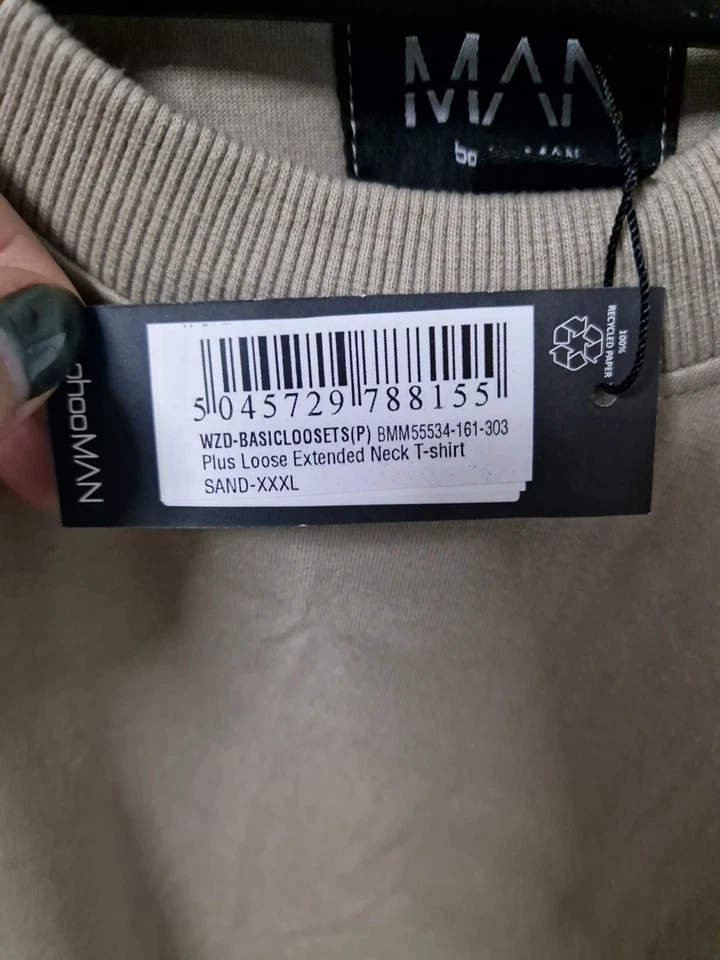 MAN
100%
RECYCLED PAPER
boohooMAN
5 045729 788155
WZD-BASICLOOSETS(P) BMM55534-161-303
Plus Loose Extended Neck T-shirt
SAND-XXXL